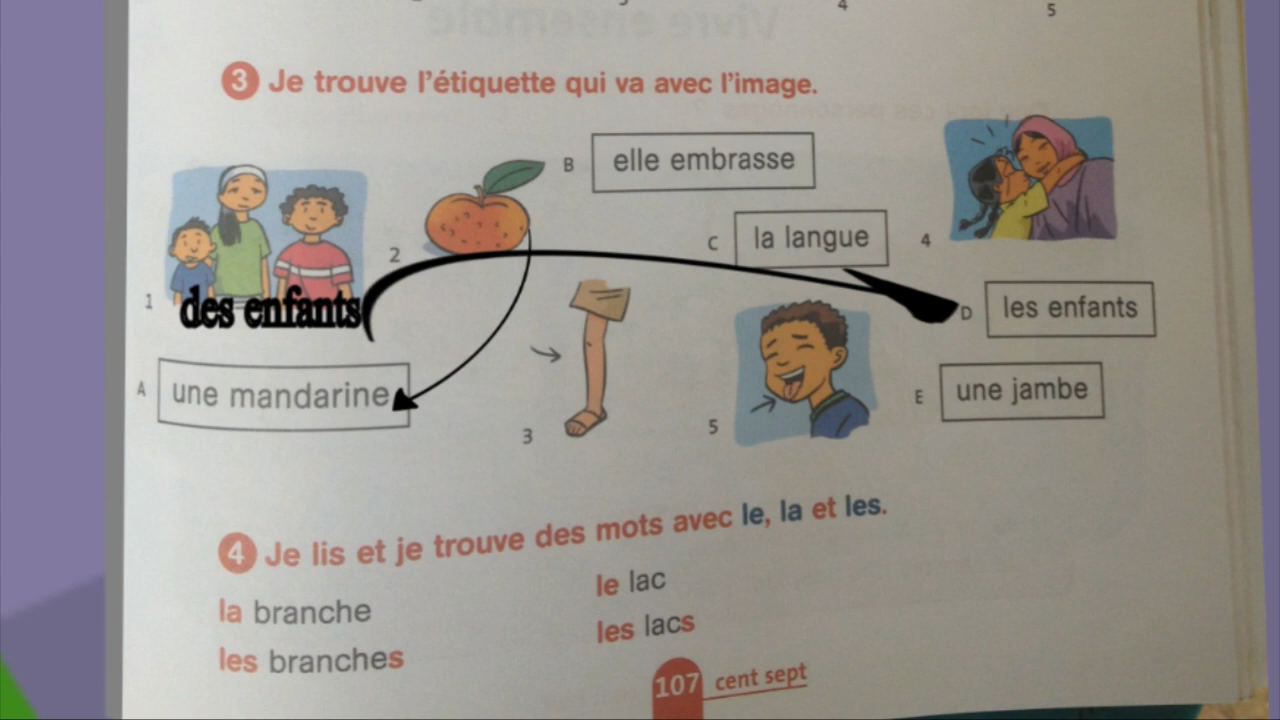 4
5
3 Je trouve l'étiquette qui va avec l'image.
B elle embrasse
C la langue
4
2
1 des enfants
D les enfants
A une mandarine
3
5
E une jambe
4 Je lis et je trouve des mots avec le, la et les.
la branche
le lac
les branches
les lacs
107 cent sept